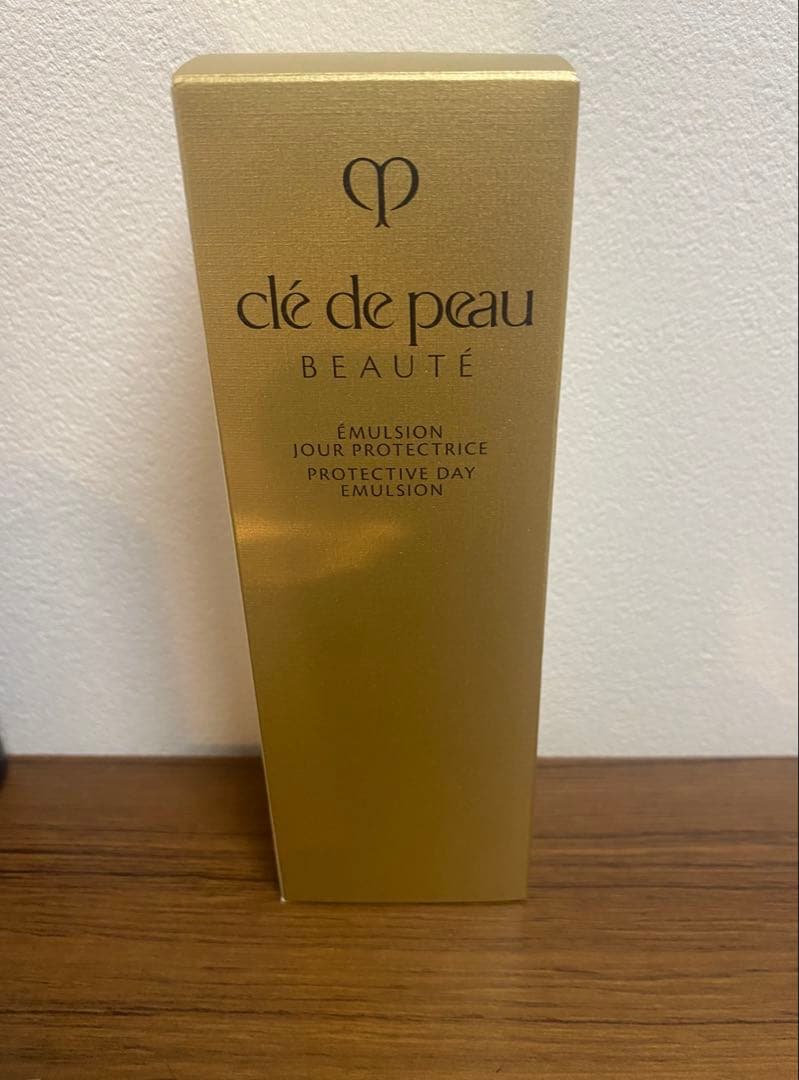 clé de peau
BEAUTÉ
ÉMULSION
JOUR PROTECTRICE
PROTECTIVE DAY
EMULSION